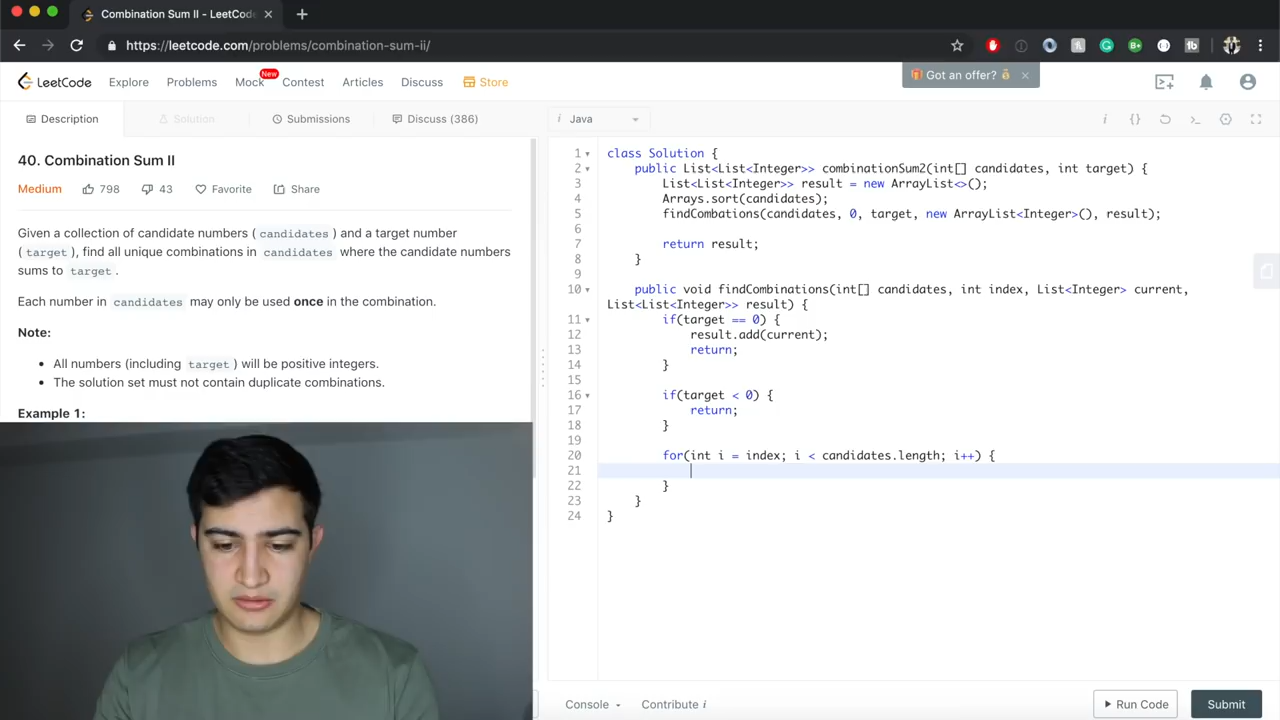 Combination Sum II - LeetCode
https://leetcode.com/problems/combination-sum-ii/
LeetCode Explore Problems Mock New Contest Articles Discuss Store
Got an offer?
Description Solution Submissions Discuss (386)
i Java
40. Combination Sum II
Medium 798 43 Favorite Share
Given a collection of candidate numbers ( candidates ) and a target number
( target ), find all unique combinations in candidates where the candidate numbers
sums to target .
Each number in candidates may only be used once in the combination.
Note:
• All numbers (including target ) will be positive integers.
• The solution set must not contain duplicate combinations.
Example 1:
1 class Solution {
2 public List<List<Integer>> combinationSum2(int[] candidates, int target) {
3 List<List<Integer>> result = new ArrayList<>();
4 Arrays.sort(candidates);
5 findCombations(candidates, 0, target, new ArrayList<Integer>(), result);
6
7 return result;
8 }
9
10 public void findCombinations(int[] candidates, int index, List<Integer> current,
List<List<Integer>> result) {
11 if(target == 0) {
12 result.add(current);
13 return;
14 }
15
16 if(target < 0) {
17 return;
18 }
19
20 for(int i = index; i < candidates.length; i++) {
21
22 }
23 }
24 }
Console Contribute i
Run Code Submit